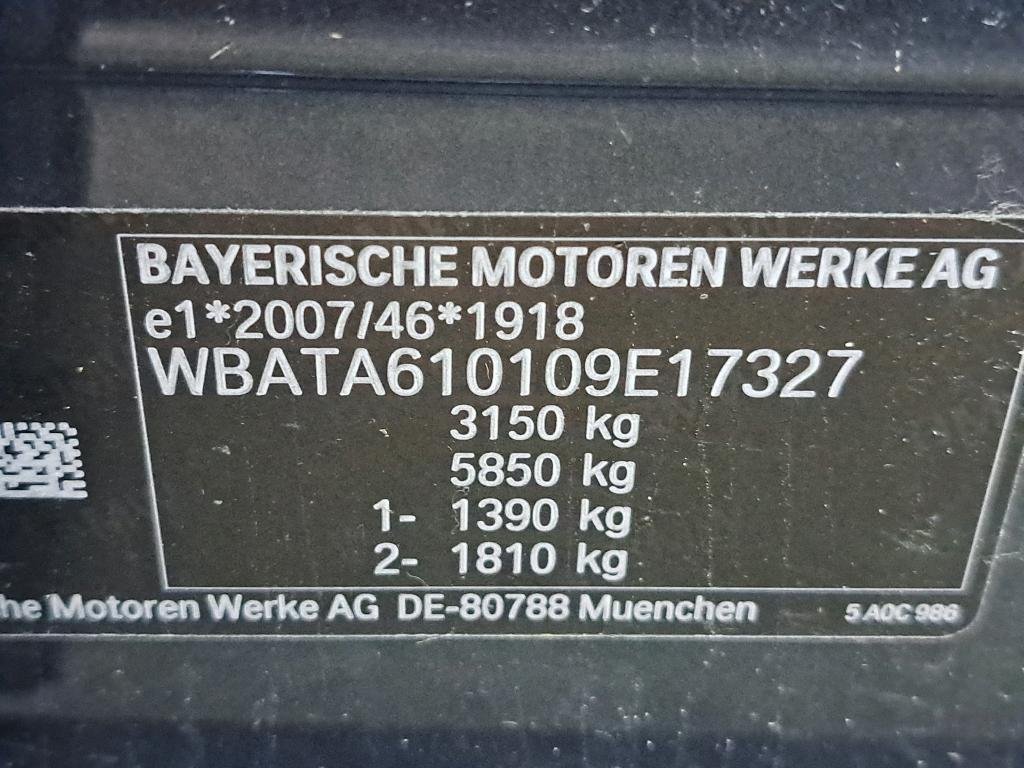 BAYERISCHE MOTOREN WERKE AG
e1*2007/46*1918
WBATA610109E17327
3150 kg
5850 kg
1- 1390 kg
2- 1810 kg
he Motoren Werke AG DE-80788 Muenchen 5 A0C 986